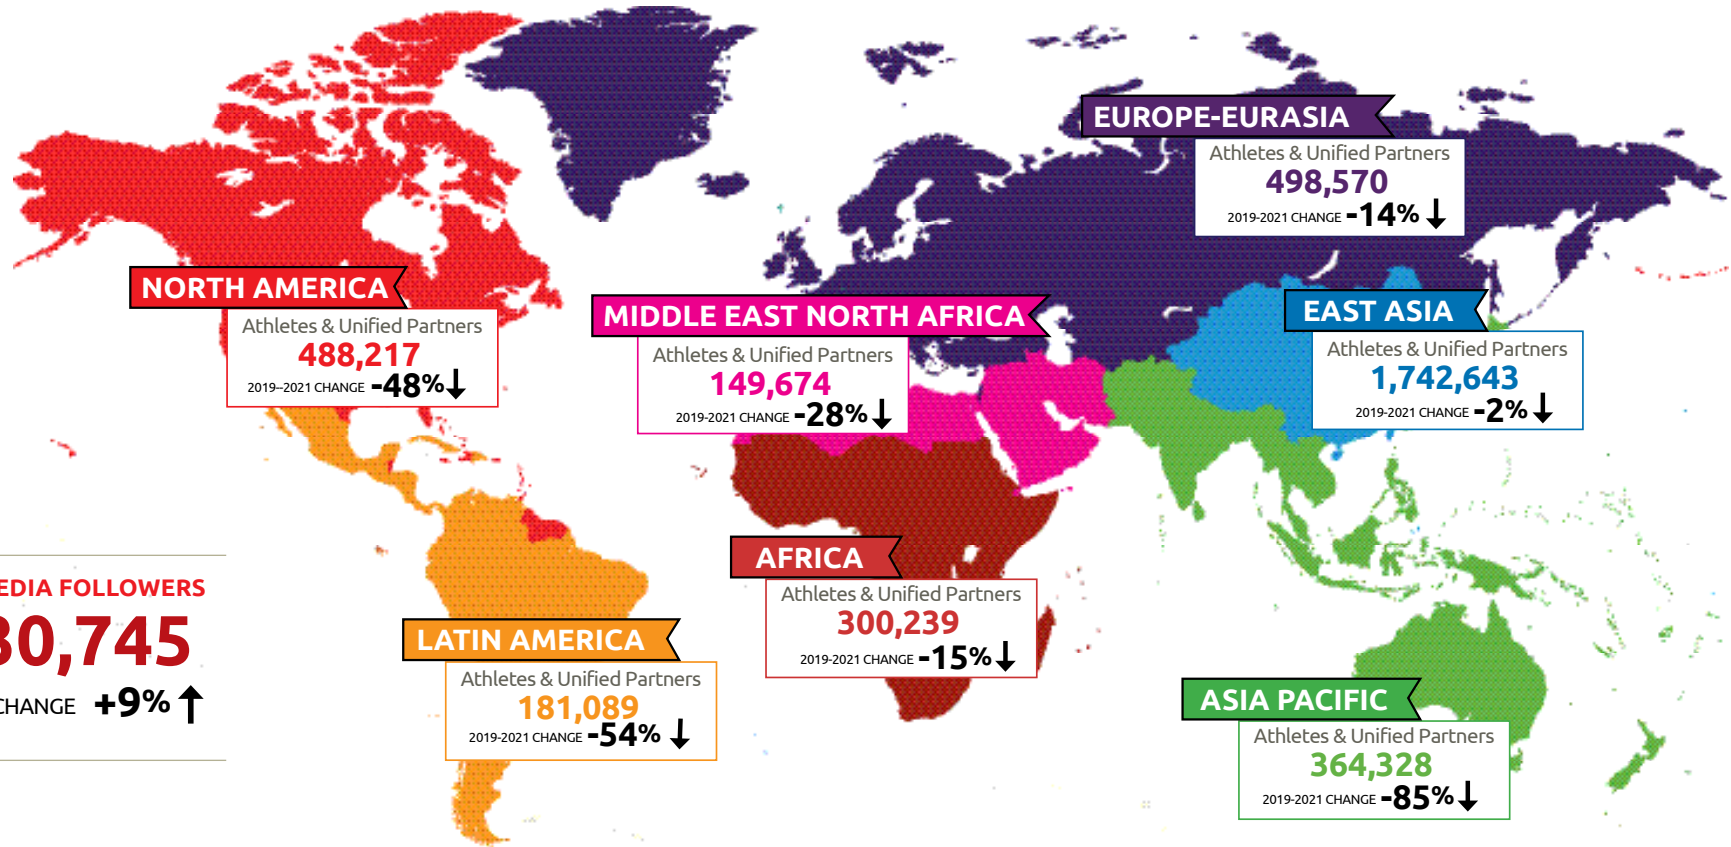 EUROPE-EURASIA
Athletes & Unified Partners
498,570
2019-2021 CHANGE -14%
NORTH AMERICA
Athletes & Unified Partners
488,217
2019–2021 CHANGE -48%
MIDDLE EAST NORTH AFRICA
Athletes & Unified Partners
149,674
2019-2021 CHANGE -28%
EAST ASIA
Athletes & Unified Partners
1,742,643
2019-2021 CHANGE -2%
AFRICA
Athletes & Unified Partners
300,239
2019-2021 CHANGE -15%
EDIA FOLLOWERS
30,745
CHANGE +9%
LATIN AMERICA
Athletes & Unified Partners
181,089
2019-2021 CHANGE -54%
ASIA PACIFIC
Athletes & Unified Partners
364,328
2019-2021 CHANGE -85%